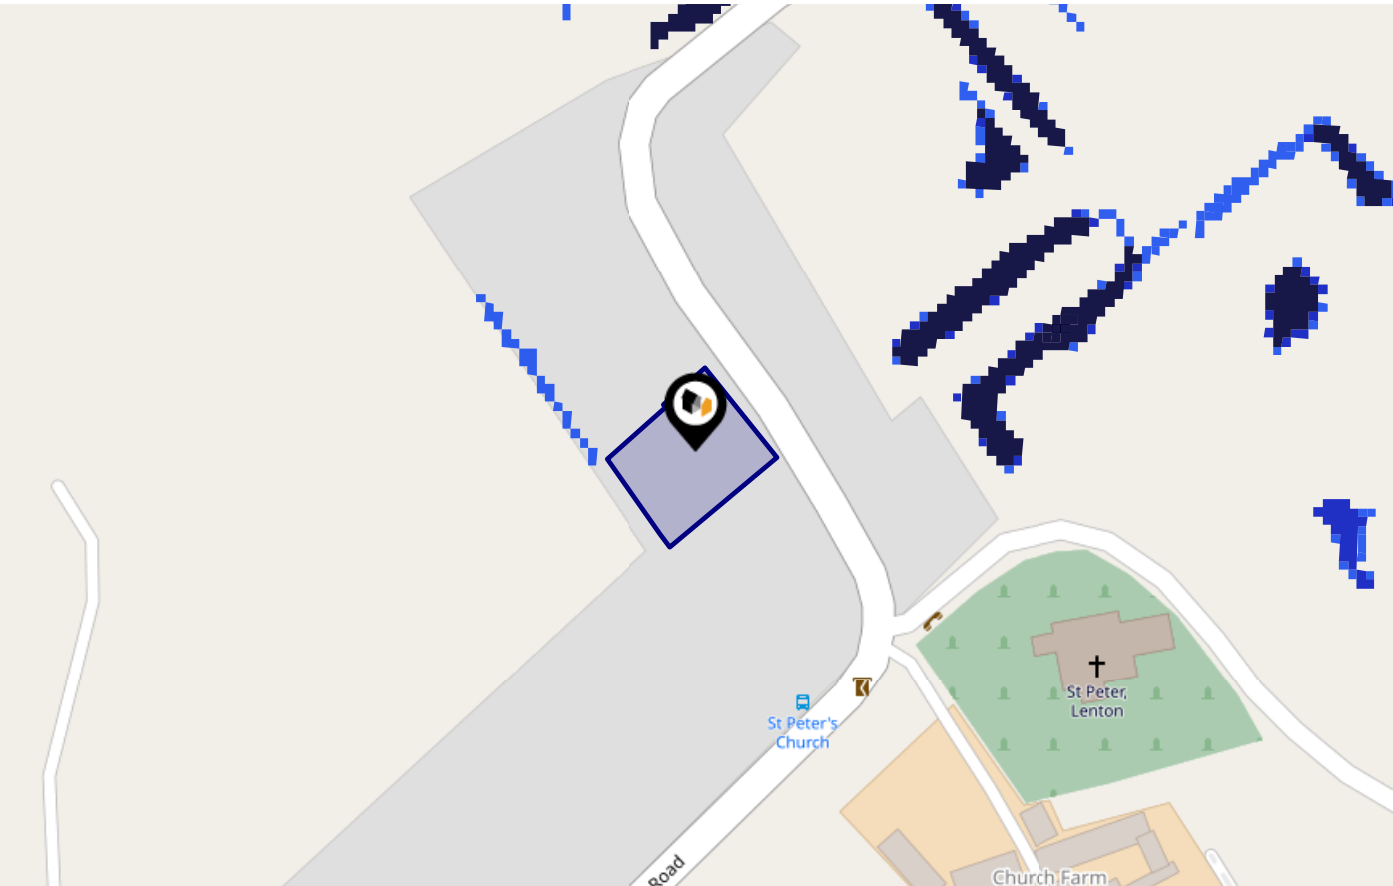 St Peter,
Lenton
St Peter's
Church
Road
Church Farm